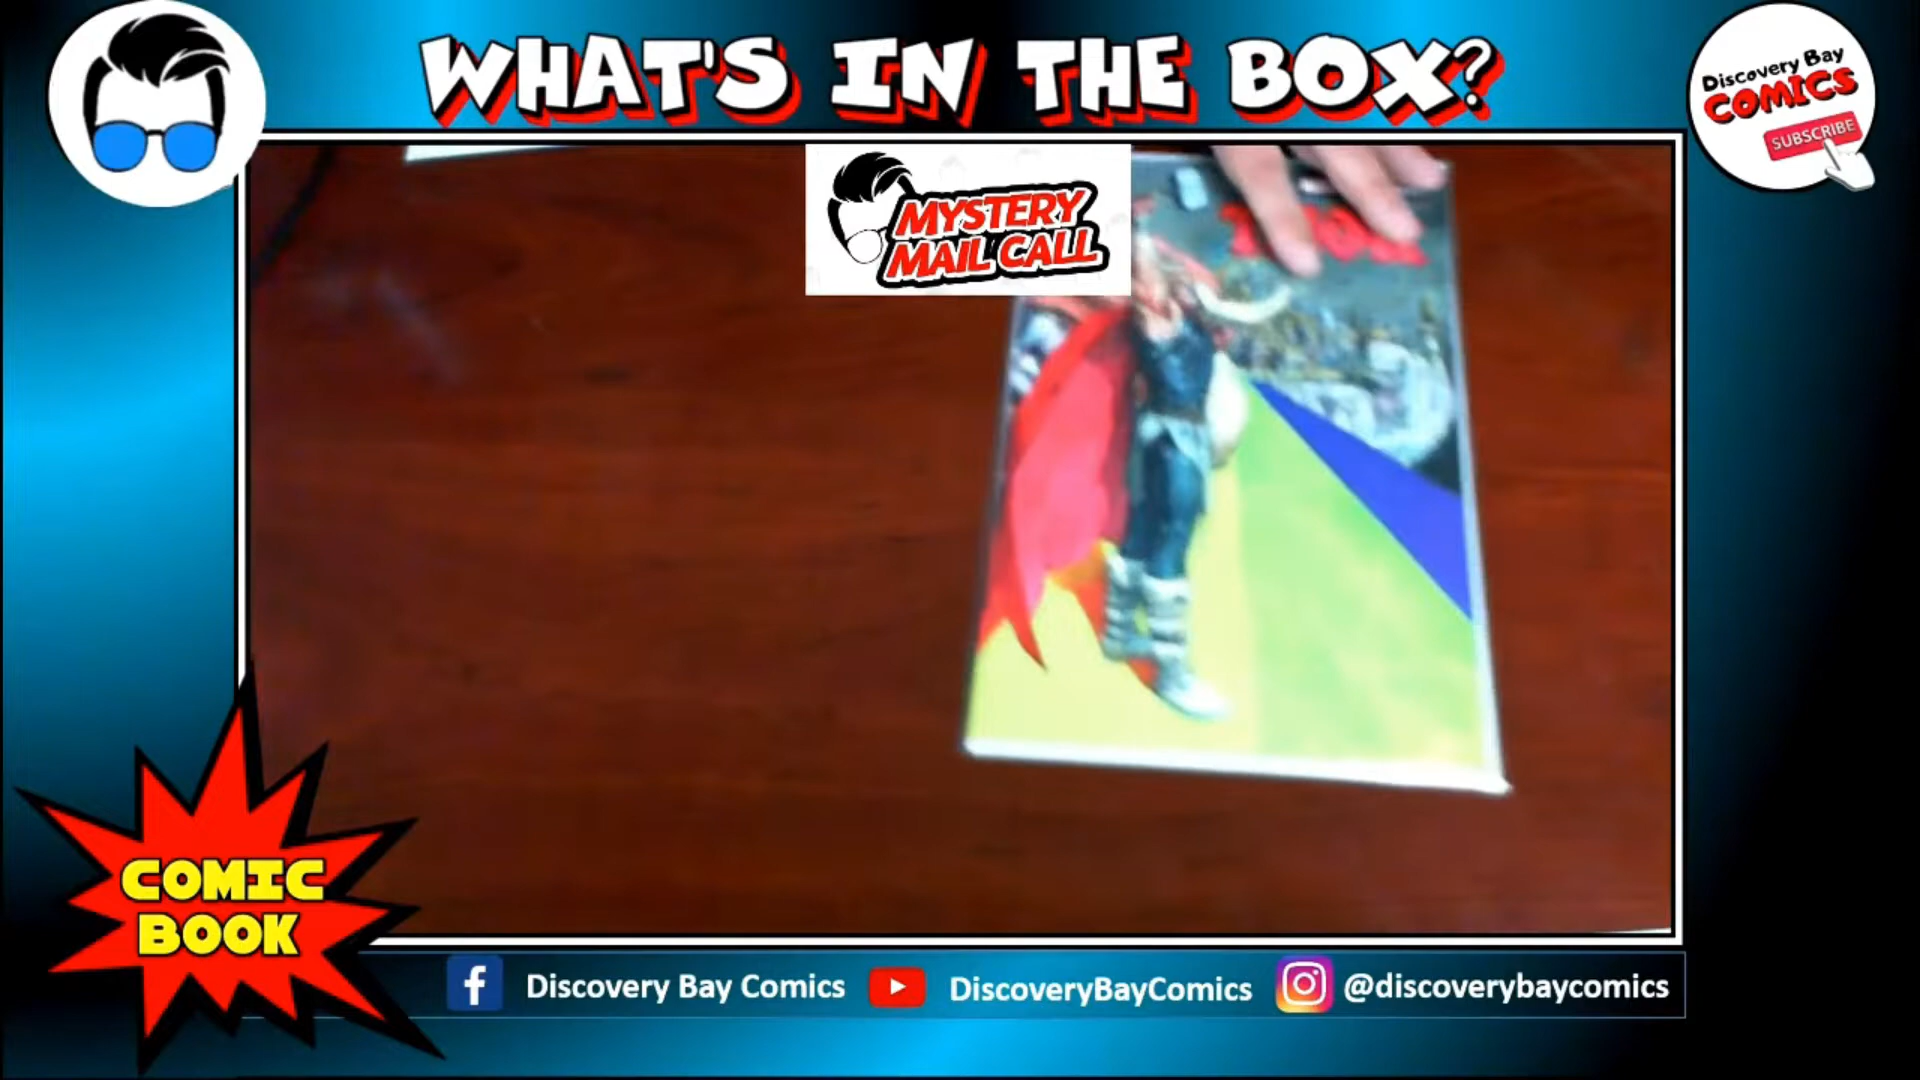 WHAT'S IN THE BOX?
Discovery Bay
COMICS
SUBSCRIBE
MYSTERY
MAIL CALL
COMIC
BOOK
Discovery Bay Comics
DiscoveryBayComics
@discoverybaycomics